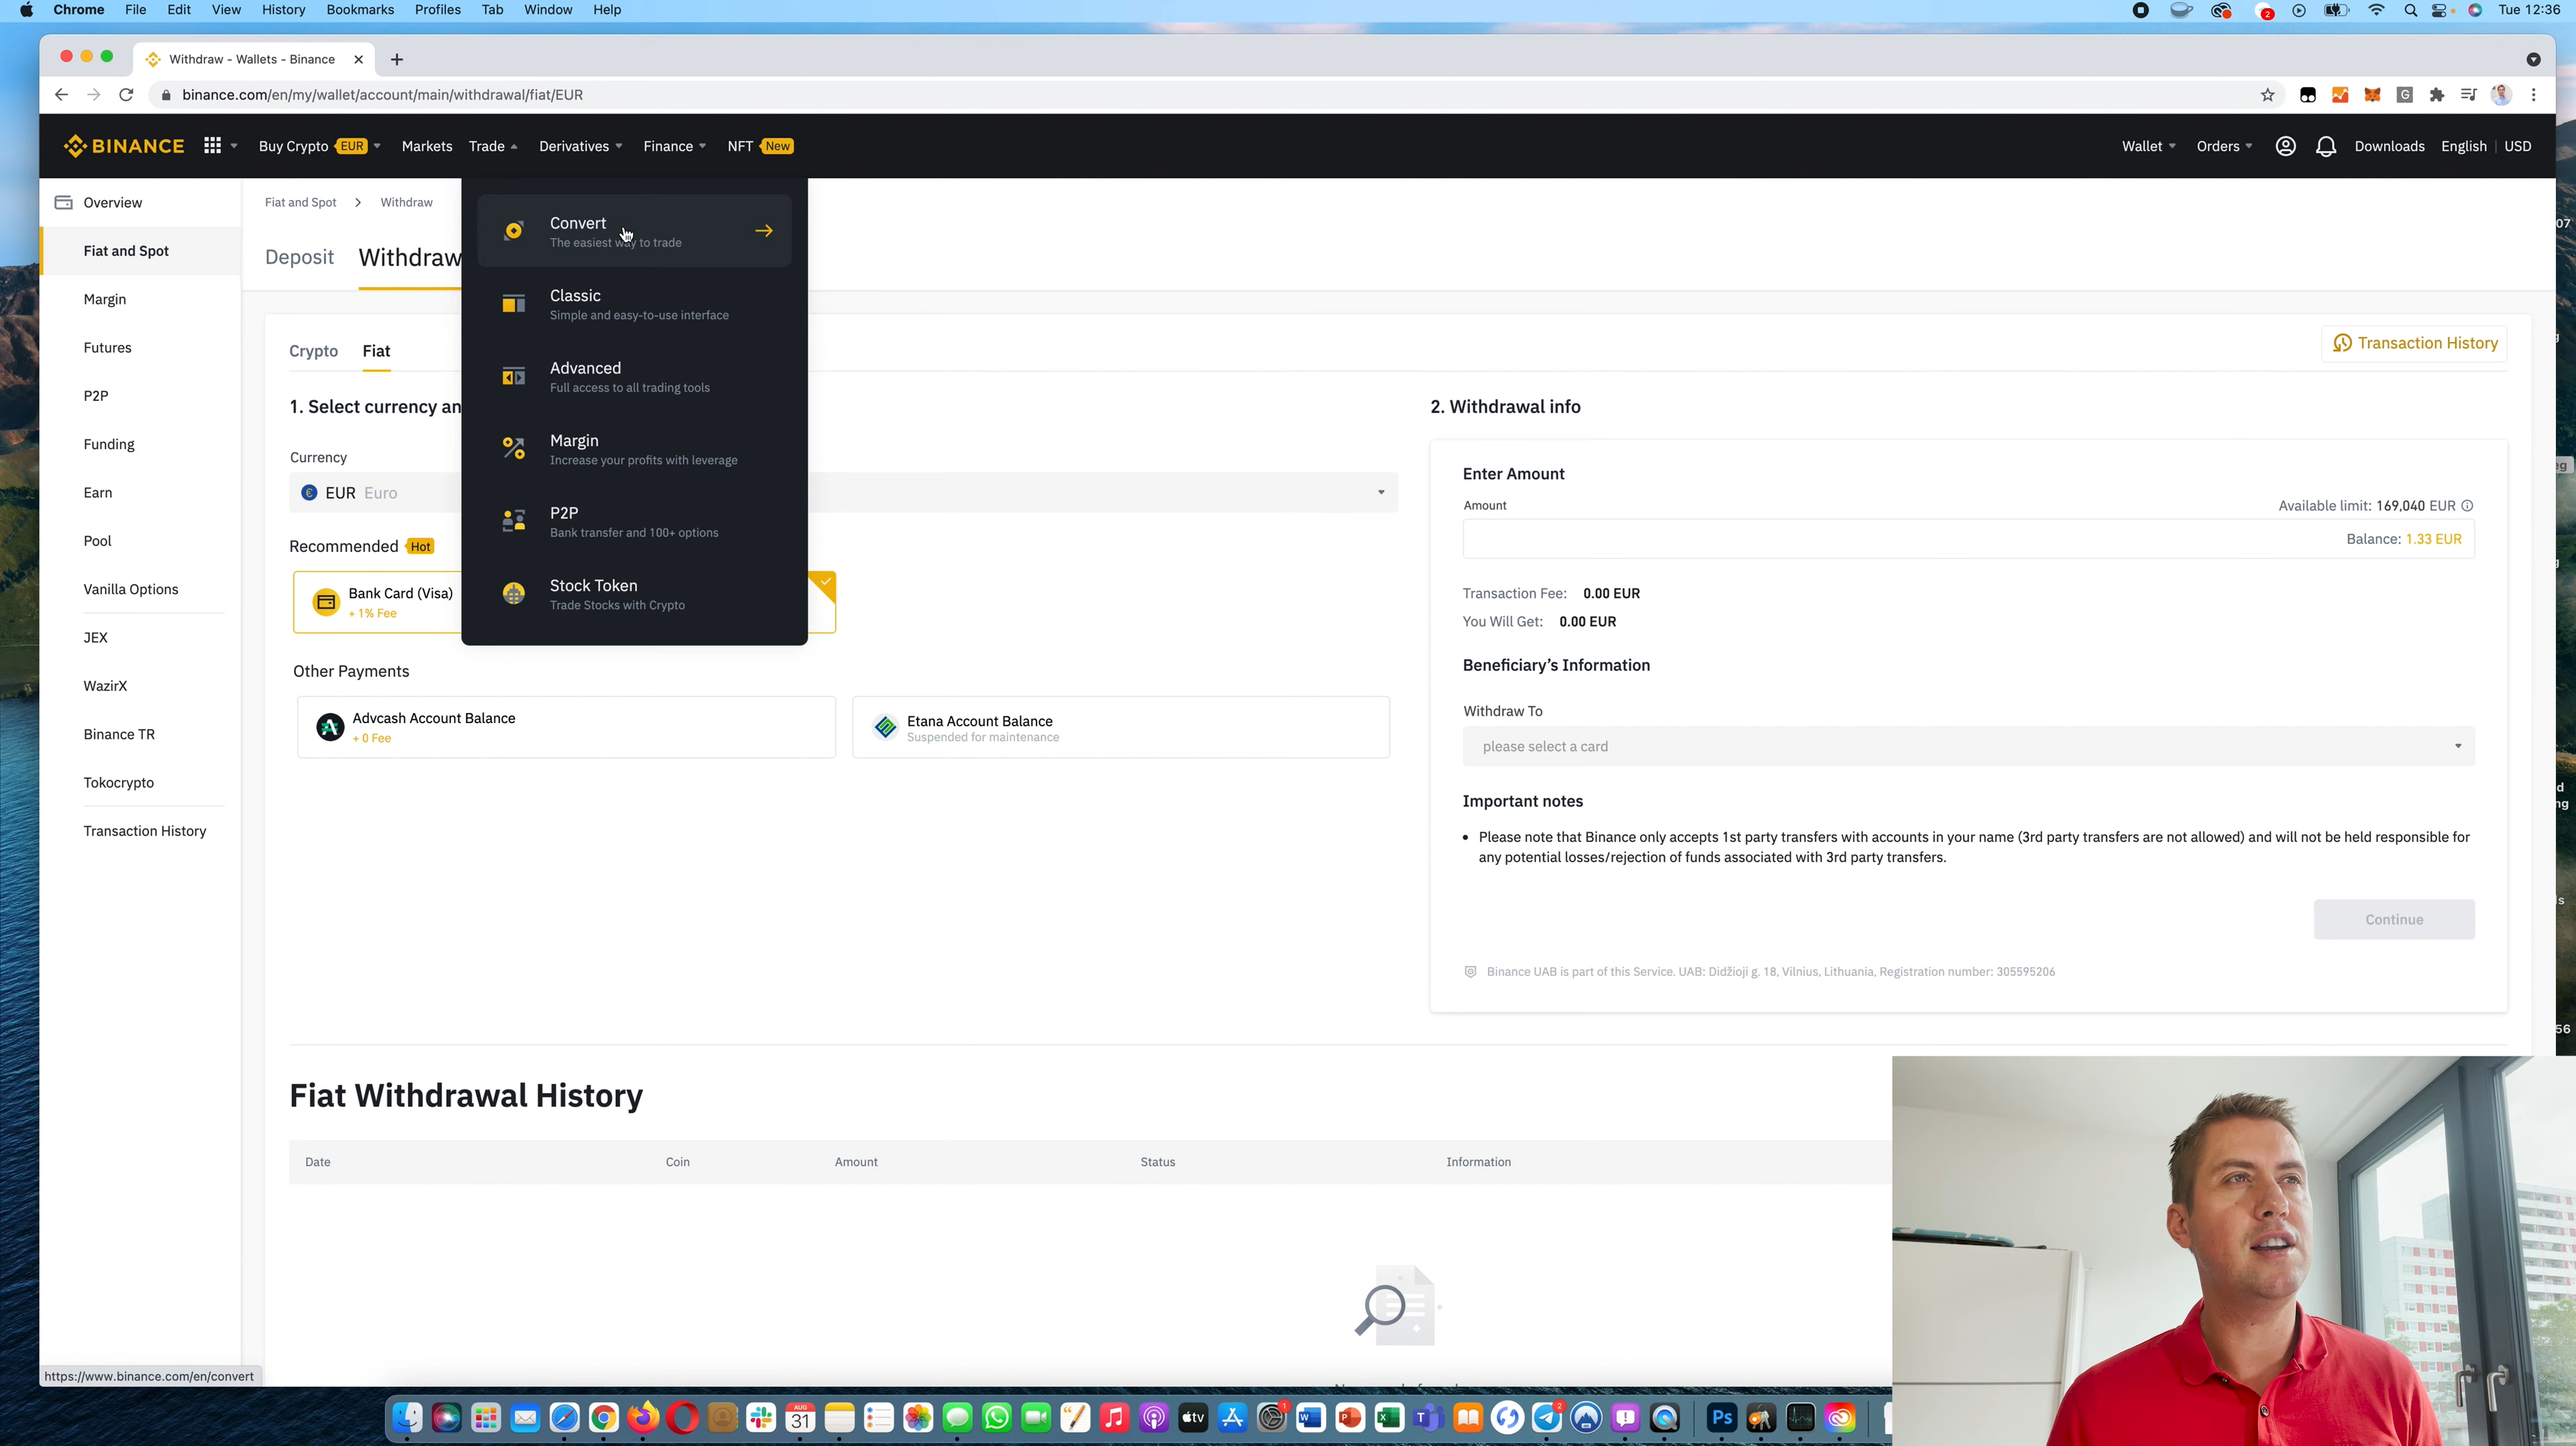 Chrome File Edit View History Bookmarks Profiles Tab Window Help
2
Tue 12:36
Withdraw - Wallets - Binance
binance.com/en/my/wallet/account/main/withdrawal/fiat/EUR
G
BINANCE Buy Crypto EUR Markets Trade Derivatives Finance NFT New
Wallet Orders Downloads English USD
Overview
Fiat and Spot
Margin
Futures
P2P
Funding
Earn
Pool
Vanilla Options
JEX
WazirX
Binance TR
Tokocrypto
Transaction History
Fiat and Spot > Withdraw
Deposit Withdraw
Convert
The easiest way to trade
Classic
Simple and easy-to-use interface
Advanced
Full access to all trading tools
Margin
Increase your profits with leverage
P2P
Bank transfer and 100+ options
Stock Token
Trade Stocks with Crypto
Crypto Fiat
Transaction History
1. Select currency an
Currency
EUR Euro
Recommended Hot
Bank Card (Visa)
+ 1% Fee
Other Payments
Advcash Account Balance
+ 0 Fee
Etana Account Balance
Suspended for maintenance
2. Withdrawal info
Enter Amount
Amount
Available limit: 169,040 EUR
Balance: 1.33 EUR
Transaction Fee: 0.00 EUR
You Will Get: 0.00 EUR
Beneficiary's Information
Withdraw To
please select a card
Important notes
• Please note that Binance only accepts 1st party transfers with accounts in your name (3rd party transfers are not allowed) and will not be held responsible for
any potential losses/rejection of funds associated with 3rd party transfers.
Continue
Binance UAB is part of this Service. UAB: Didžioji g. 18, Vilnius, Lithuania, Registration number: 305595206
Fiat Withdrawal History
Date Coin Amount Status Information
https://www.binance.com/en/convert
07
eg
d
ng
ls
56
AUG
31
tv
1
W
P
X
T
2
Ps